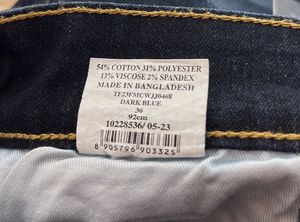 54% COTTON 31% POLYESTER
13% VISCOSE 2% SPANDEX
MADE IN BANGLADESH
TF23FMCWJJ0468
DARK BLUE
36
92cm
10228536/ 05-23
8 905796 903325